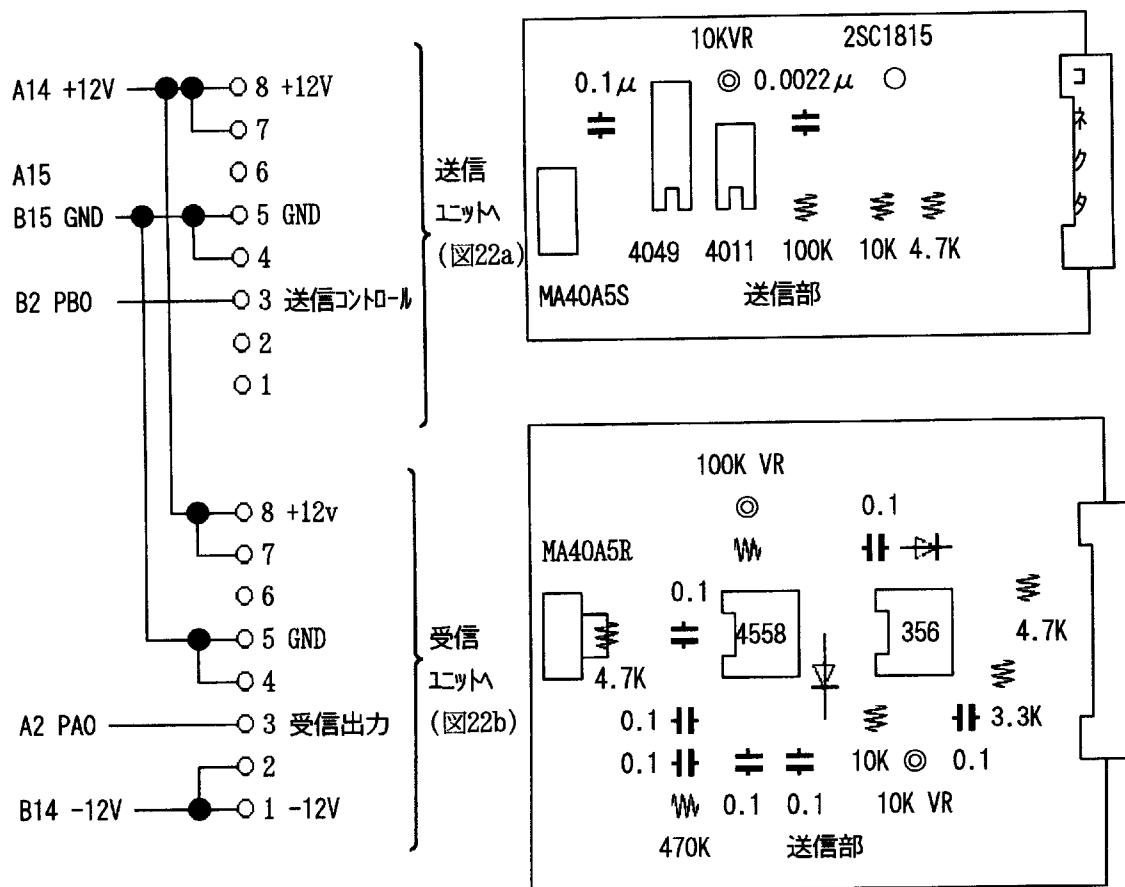 A14 +12V
8 +12V
7
A15
6
B15 GND
5 GND
4
B2 PB0
3 送信コントロール
2
1
送信
ユニットへ
(図22a)
8 +12v
7
6
5 GND
4
A2 PA0
3 受信出力
2
B14 -12V
1 -12V
受信
ユニットへ
(図22b)
10KVR
2SC1815
0.1μ
0.0022μ
4049
4011
100K
10K
4.7K
MA40A5S
送信部
コネクタ
100K VR
0.1
MA40A5R
0.1
4558
356
4.7K
4.7K
0.1
3.3K
0.1
10K
0.1
0.1
0.1
10K VR
470K
送信部